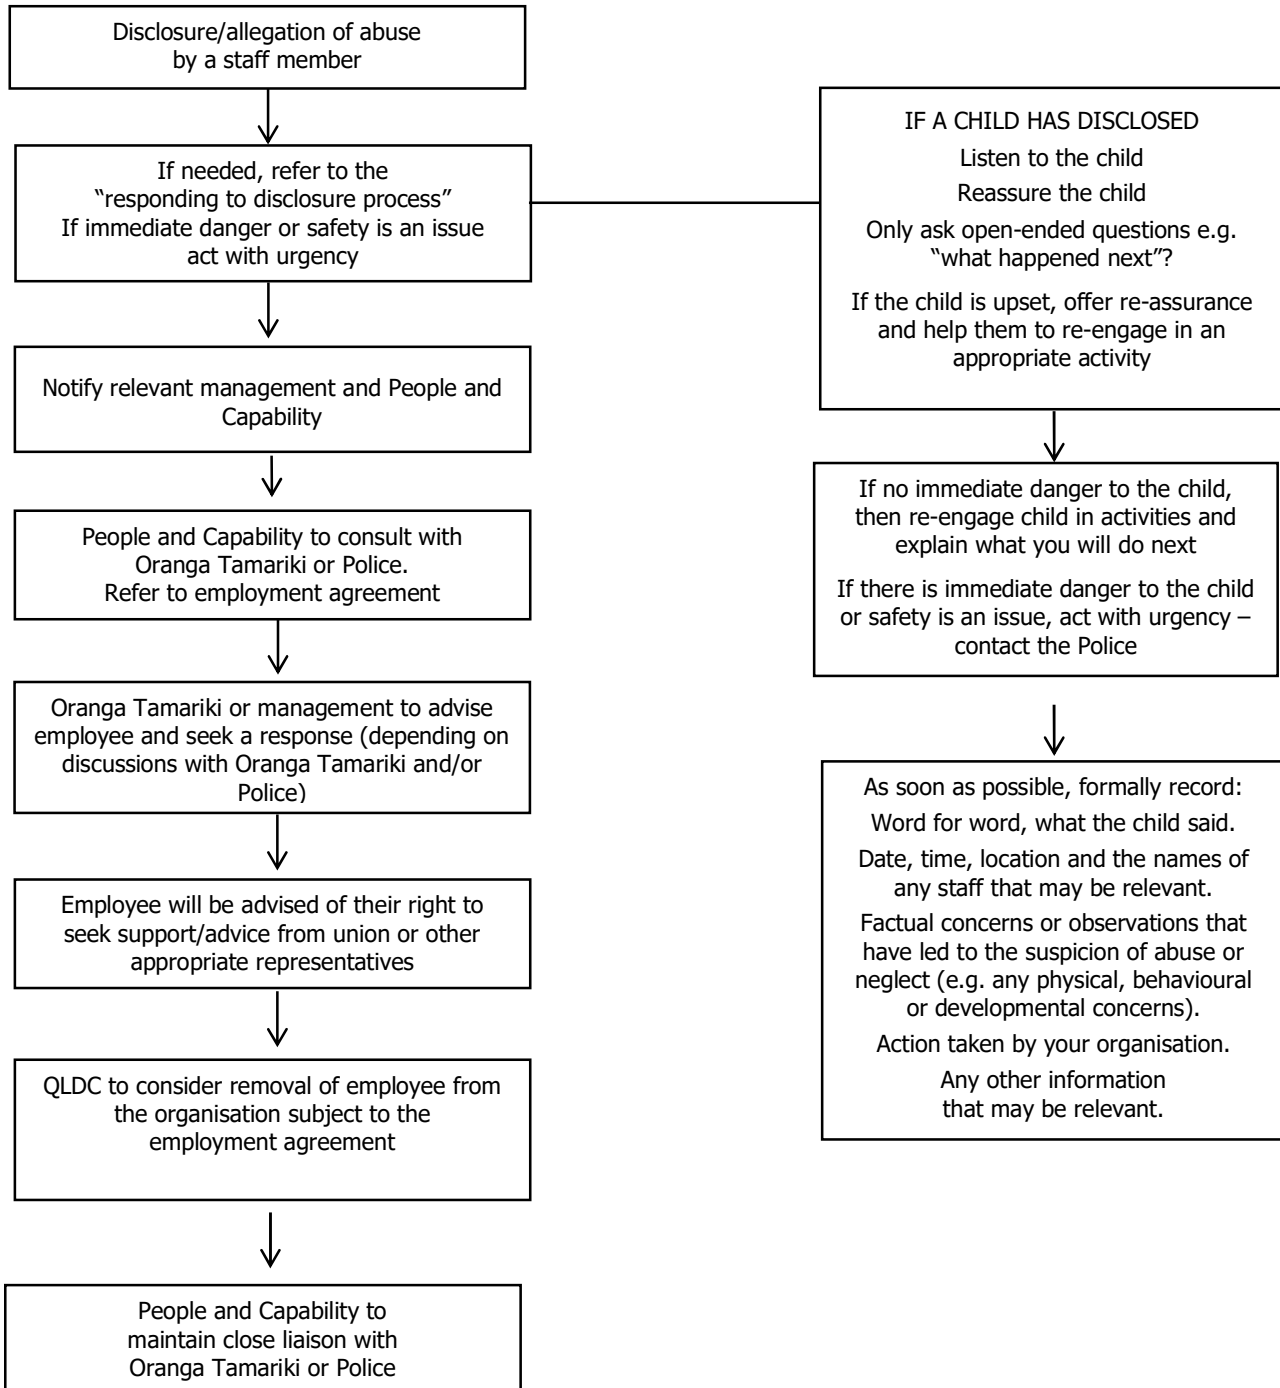 Disclosure/allegation of abuse
by a staff member
If needed, refer to the
“responding to disclosure process”
If immediate danger or safety is an issue
act with urgency
Notify relevant management and People and
Capability
People and Capability to consult with
Oranga Tamariki or Police.
Refer to employment agreement
Oranga Tamariki or management to advise
employee and seek a response (depending on
discussions with Oranga Tamariki and/or
Police)
Employee will be advised of their right to
seek support/advice from union or other
appropriate representatives
QLDC to consider removal of employee from
the organisation subject to the
employment agreement
People and Capability to
maintain close liaison with
Oranga Tamariki or Police
IF A CHILD HAS DISCLOSED
Listen to the child
Reassure the child
Only ask open-ended questions e.g.
“what happened next”?
If the child is upset, offer re-assurance
and help them to re-engage in an
appropriate activity
If no immediate danger to the child,
then re-engage child in activities and
explain what you will do next
If there is immediate danger to the child
or safety is an issue, act with urgency –
contact the Police
As soon as possible, formally record:
Word for word, what the child said.
Date, time, location and the names of
any staff that may be relevant.
Factual concerns or observations that
have led to the suspicion of abuse or
neglect (e.g. any physical, behavioural
or developmental concerns).
Action taken by your organisation.
Any other information
that may be relevant.